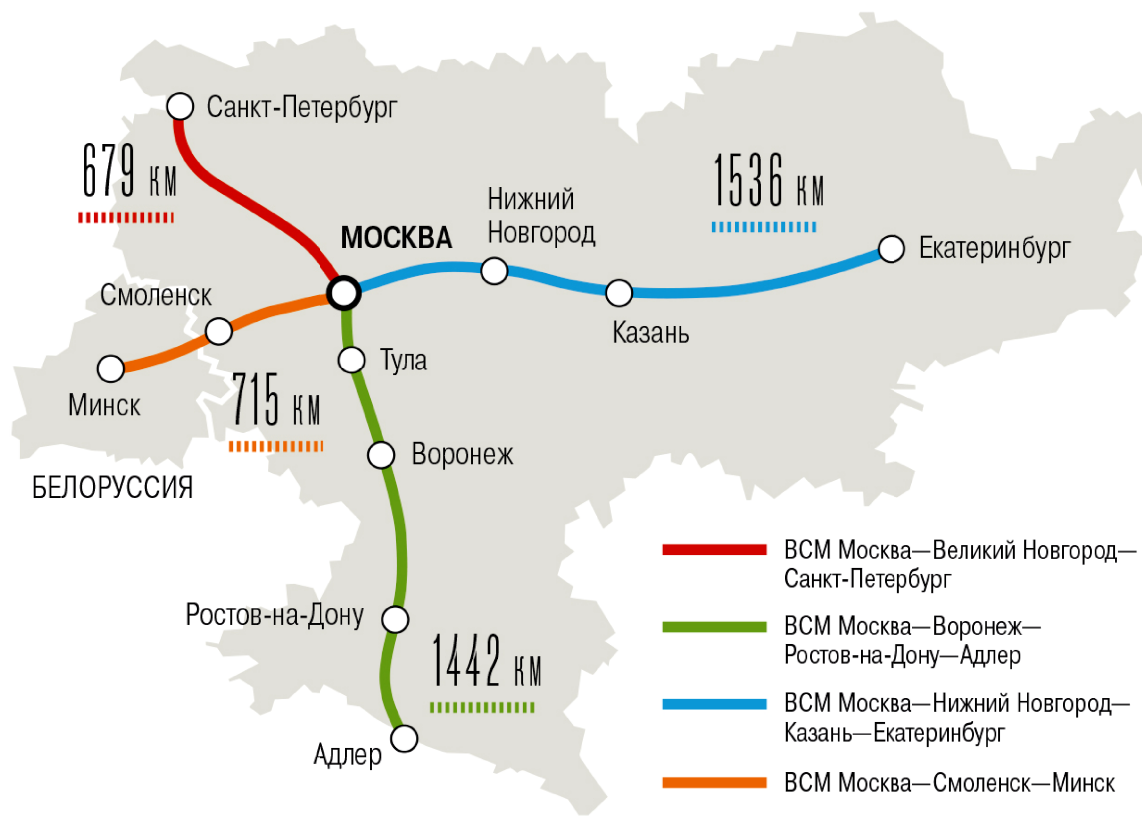 Санкт-Петербург
679 км
1536 км
Нижний
Новгород
МОСКВА
Екатеринбург
Смоленск
Казань
Тула
Минск
715 км
Воронеж
БЕЛОРУССИЯ
ВСМ Москва—Великий Новгород—
Санкт-Петербург
Ростов-на-Дону
ВСМ Москва—Воронеж—
Ростов-на-Дону—Адлер
1442 км
ВСМ Москва—Нижний Новгород—
Казань—Екатеринбург
Адлер
ВСМ Москва—Смоленск—Минск